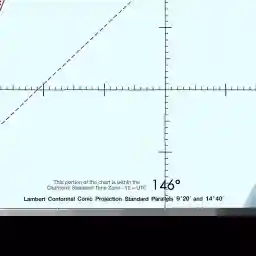 146°
This portion of the chart is within the
Chamorro Standard Time Zone +10 = UTC
Lambert Conformal Conic Projection Standard Parallels 9°20' and 14°40'